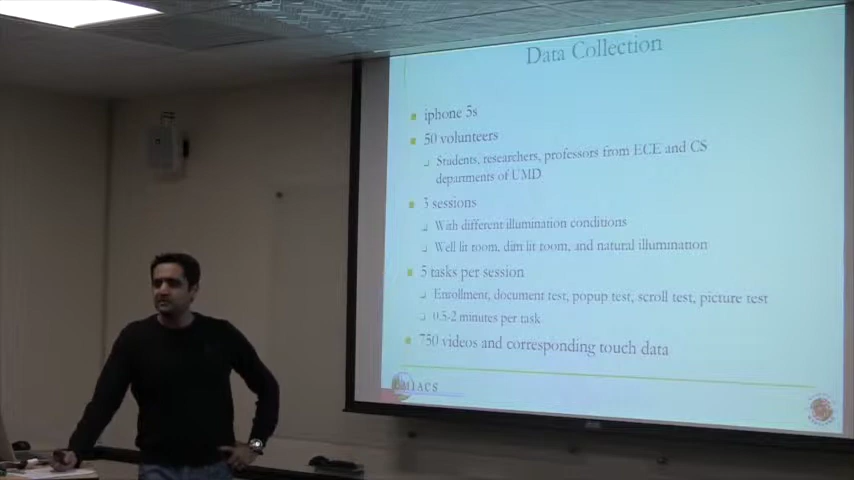 Data Collection
iphone 5s
50 volunteers
Students, researchers, professors from ECE and CS
departments of UMD
3 sessions
With different illumination conditions
Well lit room, dim lit room, and natural illumination
5 tasks per session
Enrollment, document test, popup test, scroll test, picture test
0.5-2 minutes per task
750 videos and corresponding touch data
UMIACS